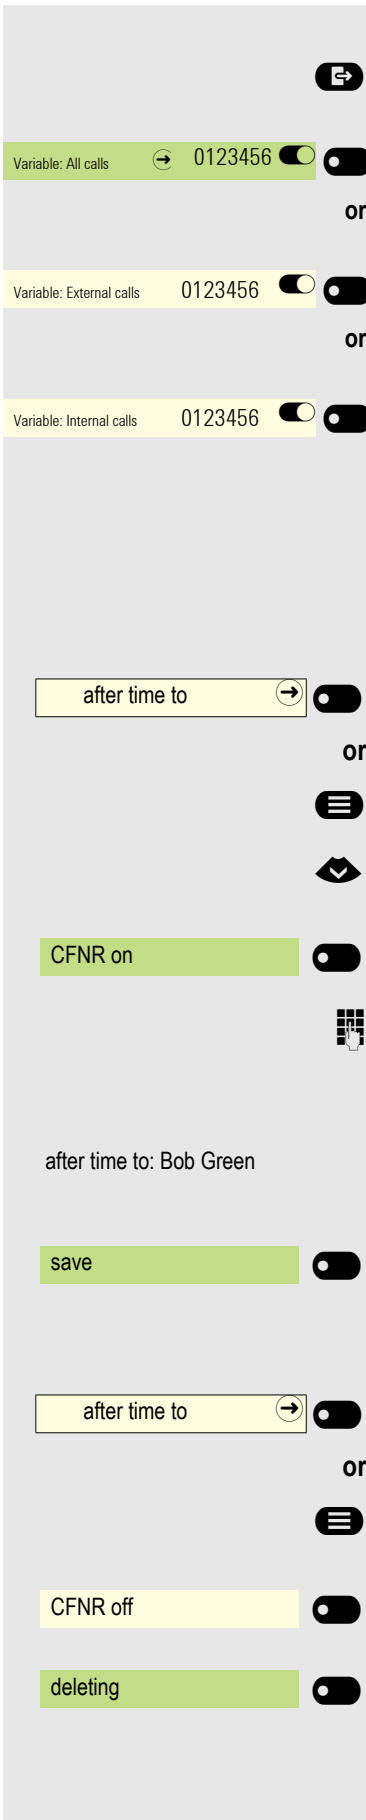 Variable: All calls 0123456
or
Variable: External calls 0123456
or
Variable: Internal calls 0123456
after time to
or
CFNR on
after time to: Bob Green
save
after time to
or
CFNR off
deleting